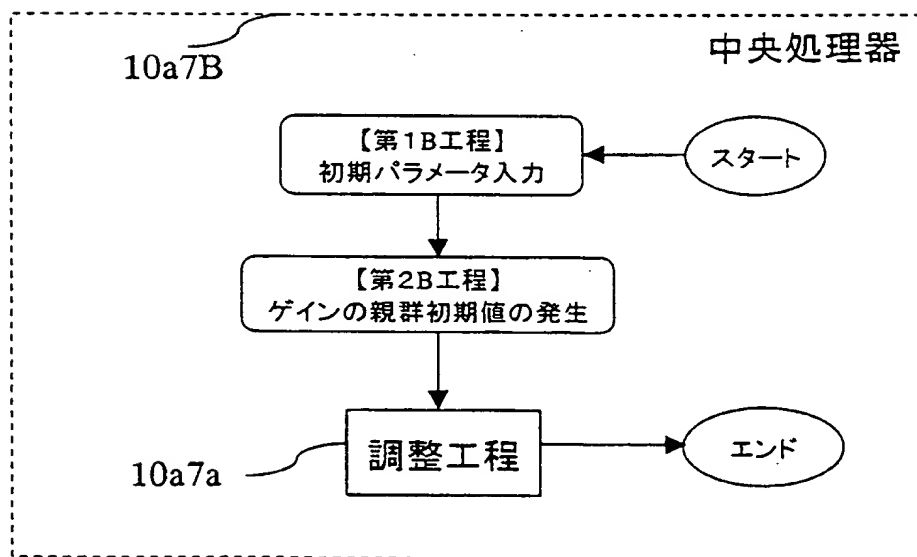 中央処理器
10a7B
【第1B工程】
初期パラメータ入力
スタート
【第2B工程】
ゲインの親群初期値の発生
調整工程
エンド
10a7a